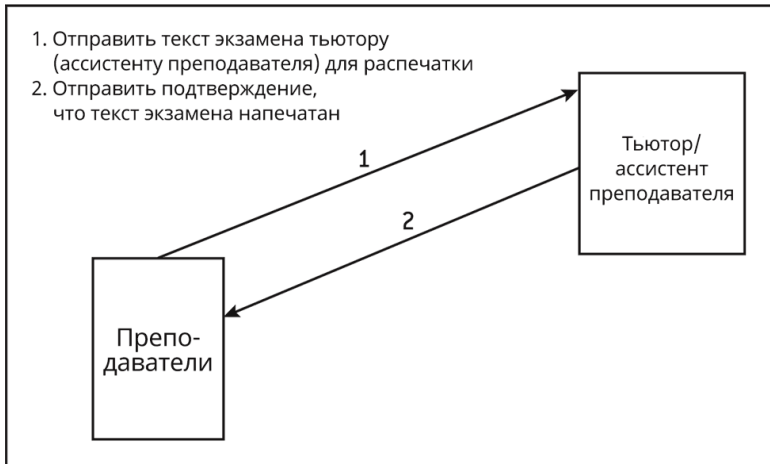 1. Отправить текст экзамена тьютору
(ассистенту преподавателя) для распечатки
2. Отправить подтверждение,
что текст экзамена напечатан
1
2
Тьютор/
ассистент
преподавателя
Препо-
даватели